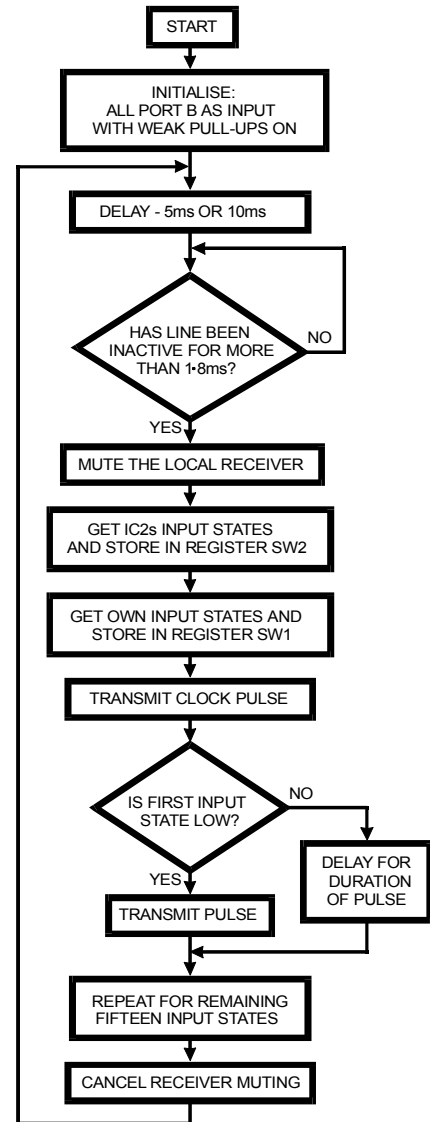 START
INITIALISE:
ALL PORT B AS INPUT
WITH WEAK PULL-UPS ON
DELAY - 5ms OR 10ms
HAS LINE BEEN
INACTIVE FOR MORE
THAN 1•8ms?
NO
YES
MUTE THE LOCAL RECEIVER
GET IC2s INPUT STATES
AND STORE IN REGISTER SW2
GET OWN INPUT STATES AND
STORE IN REGISTER SW1
TRANSMIT CLOCK PULSE
IS FIRST INPUT
STATE LOW?
NO
DELAY FOR
DURATION
OF PULSE
YES
TRANSMIT PULSE
REPEAT FOR REMAINING
FIFTEEN INPUT STATES
CANCEL RECEIVER MUTING